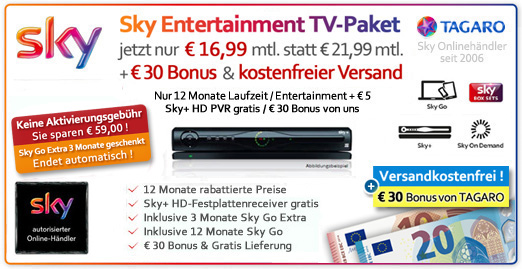 sky
Sky Entertainment TV-Paket
jetzt nur € 16,99 mtl. statt € 21,99 mtl.
+ € 30 Bonus & kostenfreier Versand
TAGARO
Sky Onlinehändler
seit 2006
Nur 12 Monate Laufzeit / Entertainment + € 5
Sky+ HD PVR gratis / € 30 Bonus von uns
Keine Aktivierungsgebühr
Sie sparen € 59,00 !
Sky Go Extra 3 Monate geschenkt
Endet automatisch !
Sky Go
sky
BOX SETS
Sky+
Sky On Demand
Abbildungsbeispiel
sky
autorisierter
Online-Händler
12 Monate rabattierte Preise
Sky+ HD-Festplattenreceiver gratis
Inklusive 3 Monate Sky Go Extra
Inklusive 12 Monate Sky Go
€ 30 Bonus & Gratis Lieferung
+
Versandkostenfrei !
€ 30 Bonus von TAGARO
10
20